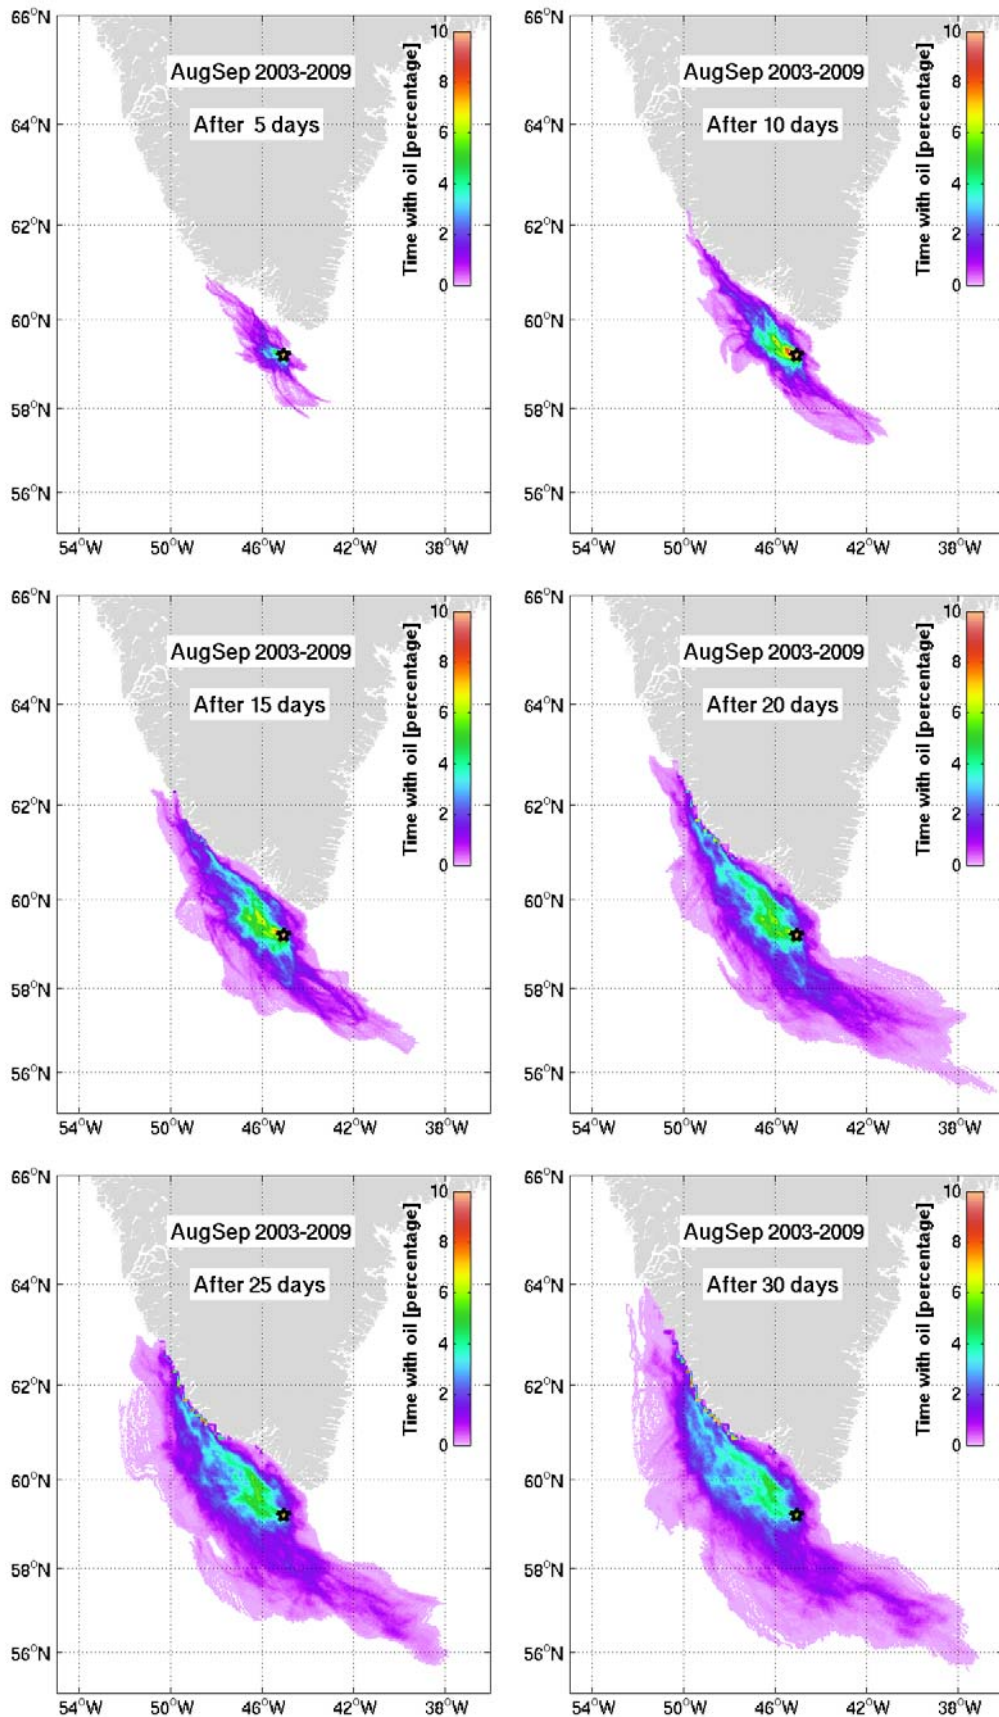 66°N
64°N
62°N
60°N
58°N
56°N
54°W 50°W 46°W 42°W 38°W
AugSep 2003-2009
After 5 days
Time with oil [percentage]
10
8
6
4
2
0
66°N
64°N
62°N
60°N
58°N
56°N
54°W 50°W 46°W 42°W 38°W
AugSep 2003-2009
After 10 days
Time with oil [percentage]
10
8
6
4
2
0
66°N
64°N
62°N
60°N
58°N
56°N
54°W 50°W 46°W 42°W 38°W
AugSep 2003-2009
After 15 days
Time with oil [percentage]
10
8
6
4
2
0
66°N
64°N
62°N
60°N
58°N
56°N
54°W 50°W 46°W 42°W 38°W
AugSep 2003-2009
After 20 days
Time with oil [percentage]
10
8
6
4
2
0
66°N
64°N
62°N
60°N
58°N
56°N
54°W 50°W 46°W 42°W 38°W
AugSep 2003-2009
After 25 days
Time with oil [percentage]
10
8
6
4
2
0
66°N
64°N
62°N
60°N
58°N
56°N
54°W 50°W 46°W 42°W 38°W
AugSep 2003-2009
After 30 days
Time with oil [percentage]
10
8
6
4
2
0